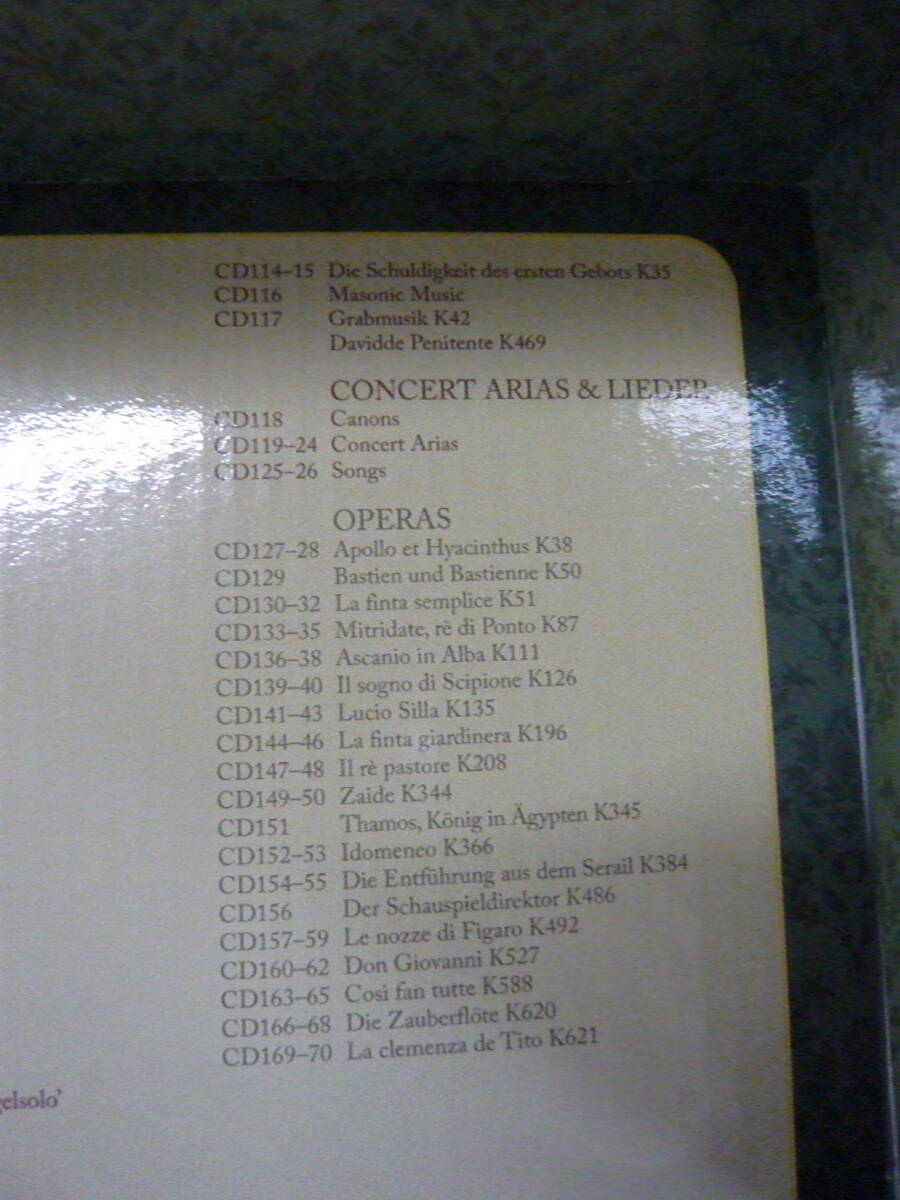 CD114–15 Die Schuldigkeit des ersten Gebots K35
CD116 Masonic Music
CD117 Grabmusik K42
Davidde Penitente K469
CONCERT ARIAS & LIEDER
CD118 Canons
CD119–24 Concert Arias
CD125–26 Songs
OPERAS
CD127–28 Apollo et Hyacinthus K38
CD129 Bastien und Bastienne K50
CD130–32 La finta semplice K51
CD133–35 Mitridate, rè di Ponto K87
CD136–38 Ascanio in Alba K111
CD139–40 Il sogno di Scipione K126
CD141–43 Lucio Silla K135
CD144–46 La finta giardinera K196
CD147–48 Il rè pastore K208
CD149–50 Zaide K344
CD151 Thamos, König in Ägypten K345
CD152–53 Idomeneo K366
CD154–55 Die Entführung aus dem Serail K384
CD156 Der Schauspieldirektor K486
CD157–59 Le nozze di Figaro K492
CD160–62 Don Giovanni K527
CD163–65 Così fan tutte K588
CD166–68 Die Zauberflöte K620
CD169–70 La clemenza de Tito K621
gelsolo'